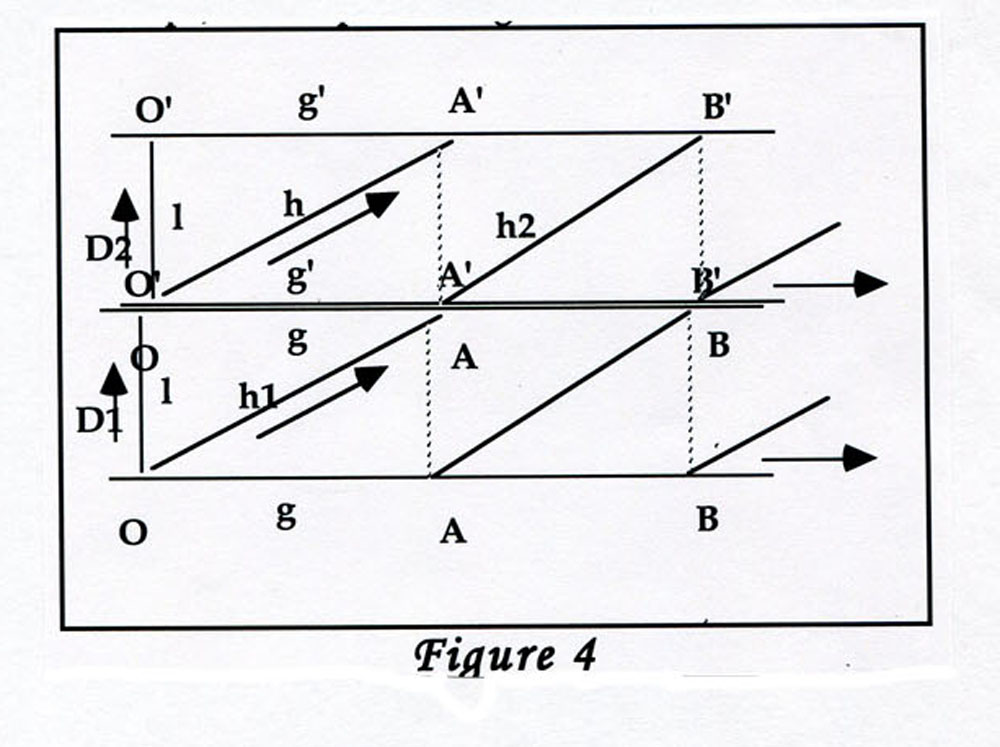 O' g' A' B'
h
l
h2
D2
O' g' A' B'
g
O A B
l h1
D1
g
O A B
Figure 4